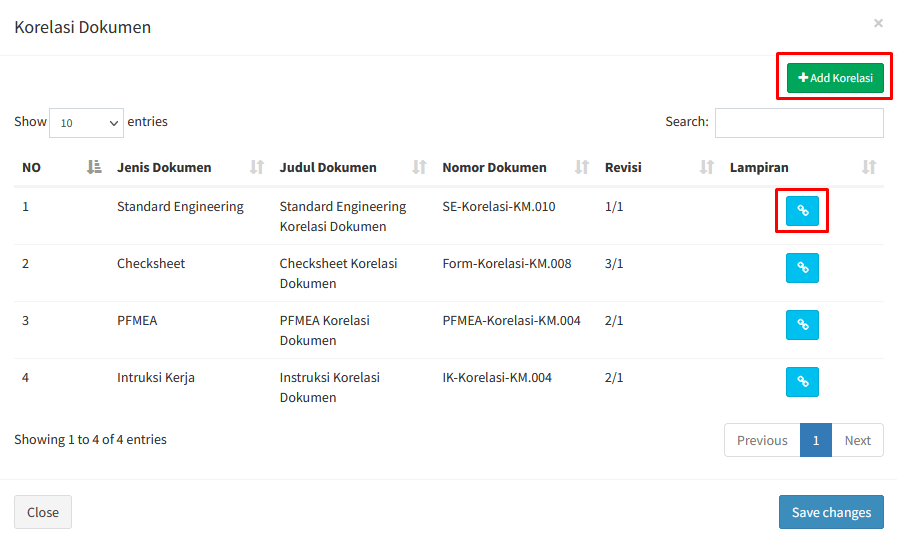 Korelasi Dokumen ×
Add Korelasi
Show 10 entries Search:
NO Jenis Dokumen Judul Dokumen Nomor Dokumen Revisi Lampiran
1 Standard Engineering Standard Engineering SE-Korelasi-KM.010 1/1
Korelasi Dokumen
2 Checksheet Checksheet Korelasi Form-Korelasi-KM.008 3/1
Dokumen
3 PFMEA PFMEA Korelasi PFMEA-Korelasi-KM.004 2/1
Dokumen
4 Intruksi Kerja Instruksi Korelasi IK-Korelasi-KM.004 2/1
Dokumen
Showing 1 to 4 of 4 entries Previous 1 Next
Close Save changes